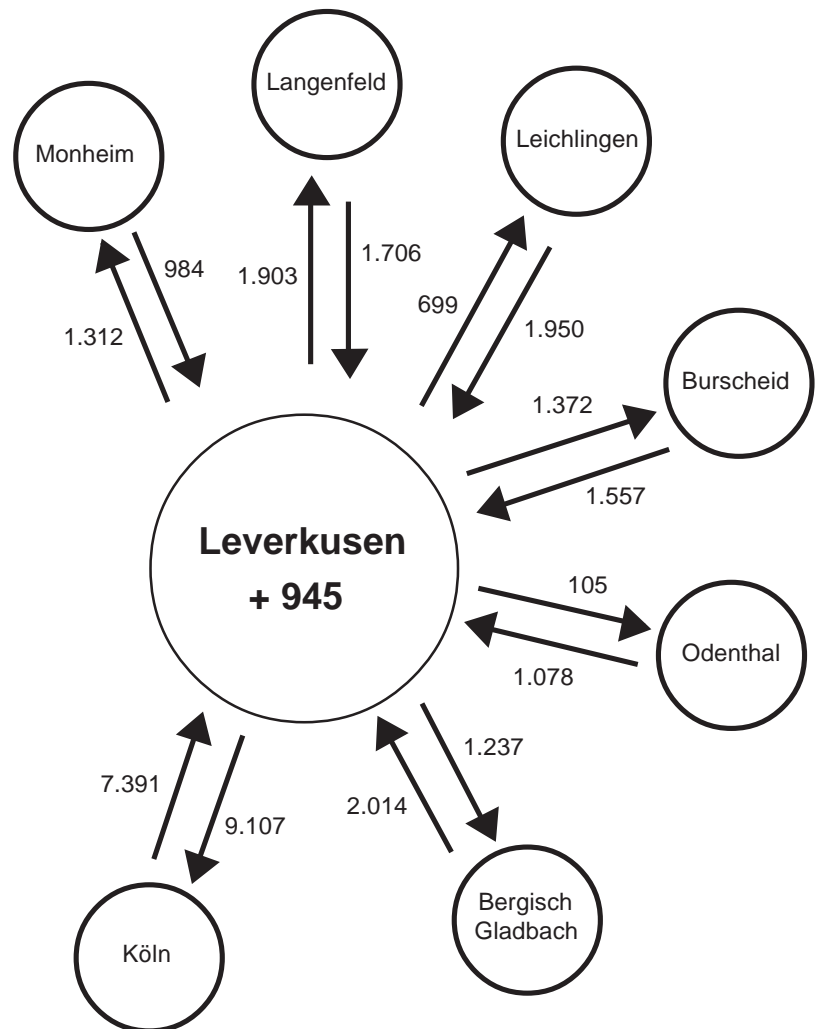 Langenfeld
Leichlingen
Monheim
984
1.706
1.903
699
1.312
1.950
Burscheid
1.372
1.557
Leverkusen
+ 945
105
Odenthal
1.078
1.237
7.391
2.014
9.107
Bergisch
Gladbach
Köln